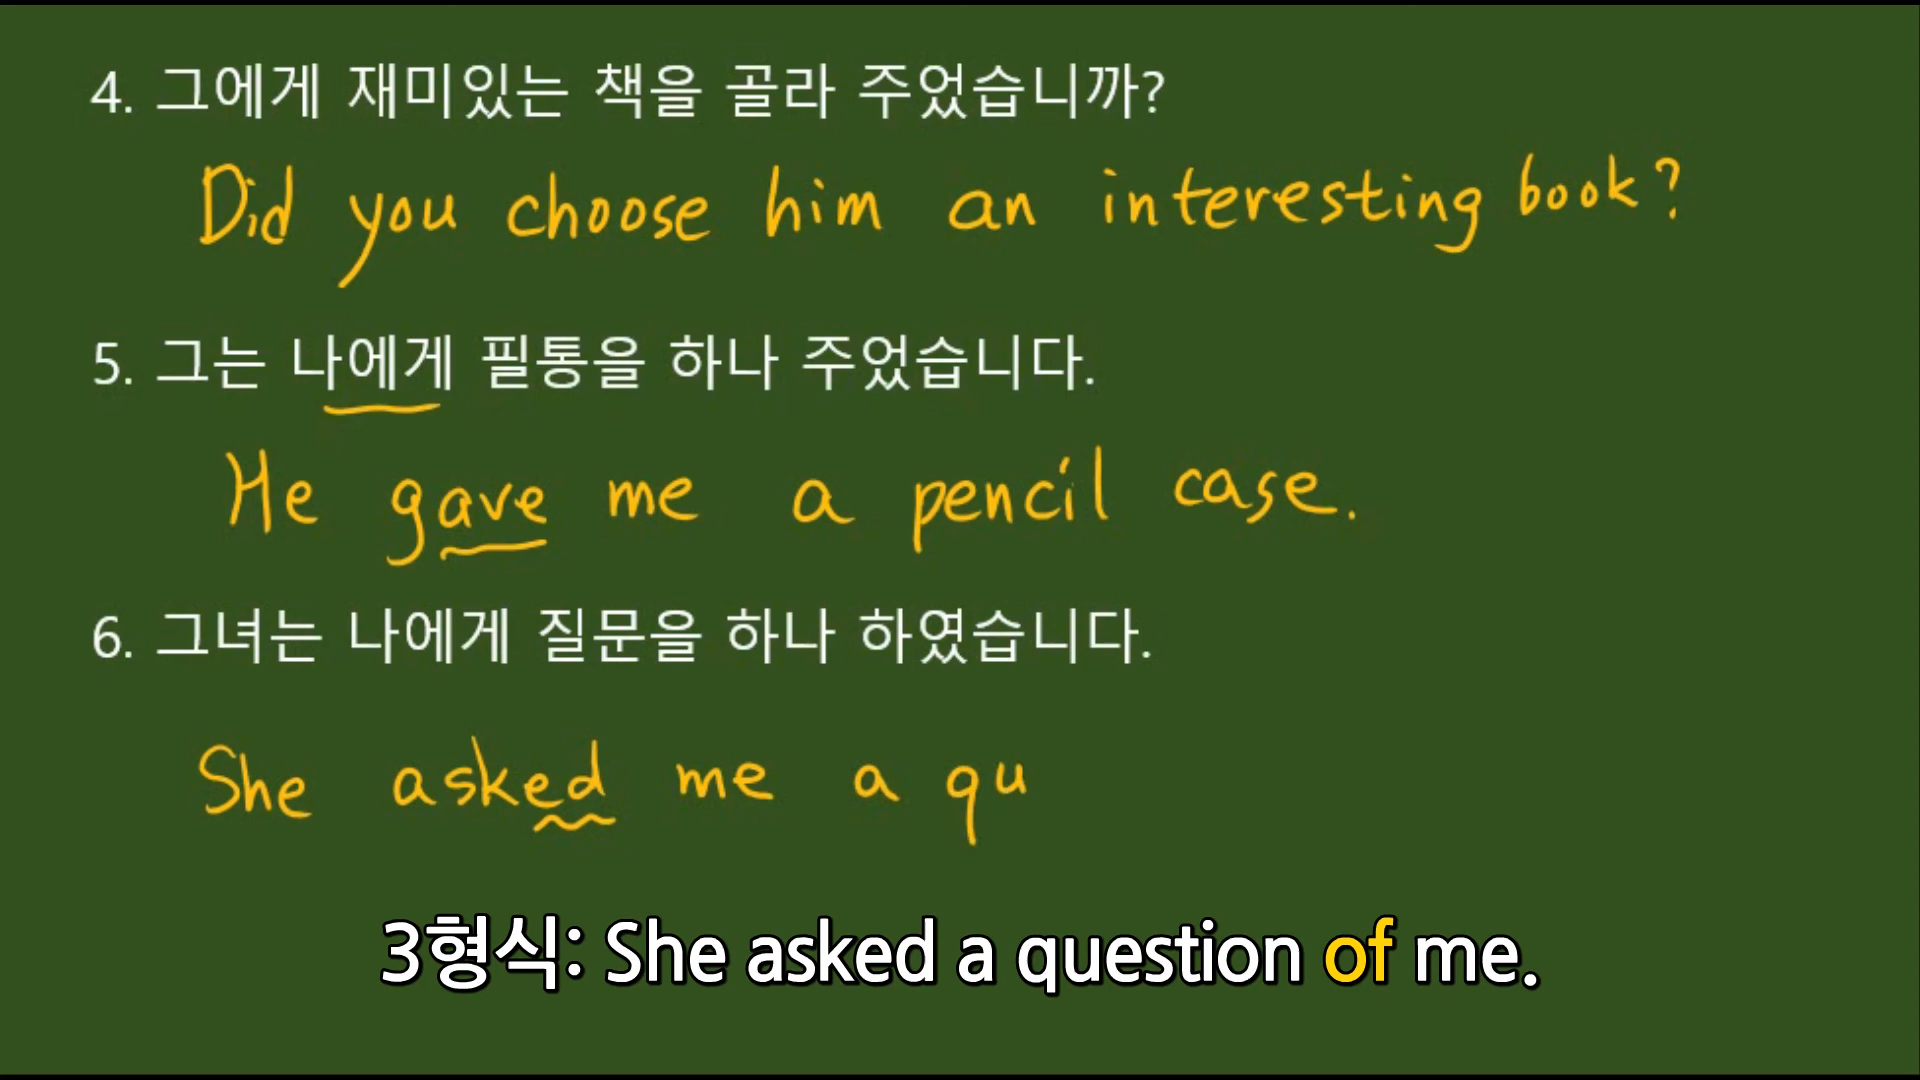 4. 그에게 재미있는 책을 골라 주었습니까?
Did you choose him an interesting book?
5. 그는 나에게 필통을 하나 주었습니다.
He gave me a pencil case.
6. 그녀는 나에게 질문을 하나 하였습니다.
She asked me a qu
3형식: She asked a question of me.